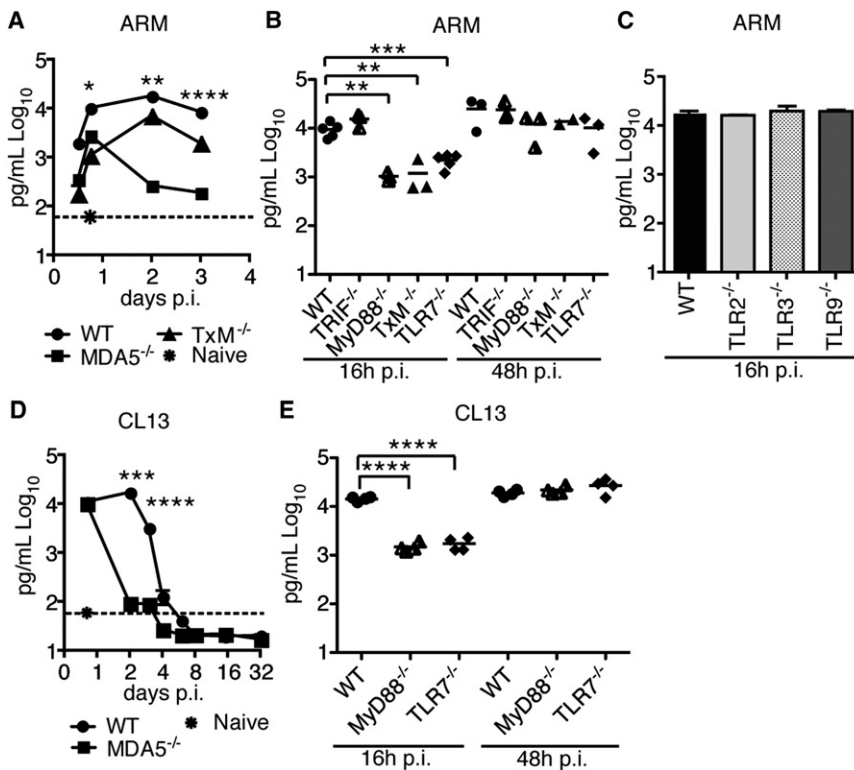 A
ARM
pg/mL Log10
5
4
3
2
1
* ** ****
0 1 2 3 4
days p.i.
WT
TxM-/-
MDA5-/-
Naive
B
ARM
pg/mL Log10
5
4
3
2
1
***
**
**
WT
TRIF-/-
MyD88-/-
TxM-/-
TLR7-/-
WT
TRIF-/-
MyD88-/-
TxM-/-
TLR7-/-
16h p.i.
48h p.i.
C
ARM
pg/mL Log10
5
4
3
2
1
WT
TLR2-/-
TLR3-/-
TLR9-/-
16h p.i.
D
CL13
pg/mL Log10
5
4
3
2
1
***
****
0 1 2 4 8 16 32
days p.i.
WT
Naive
MDA5-/-
E
CL13
pg/mL Log10
5
4
3
2
1
****
****
WT
MyD88-/-
TLR7-/-
WT
MyD88-/-
TLR7-/-
16h p.i.
48h p.i.